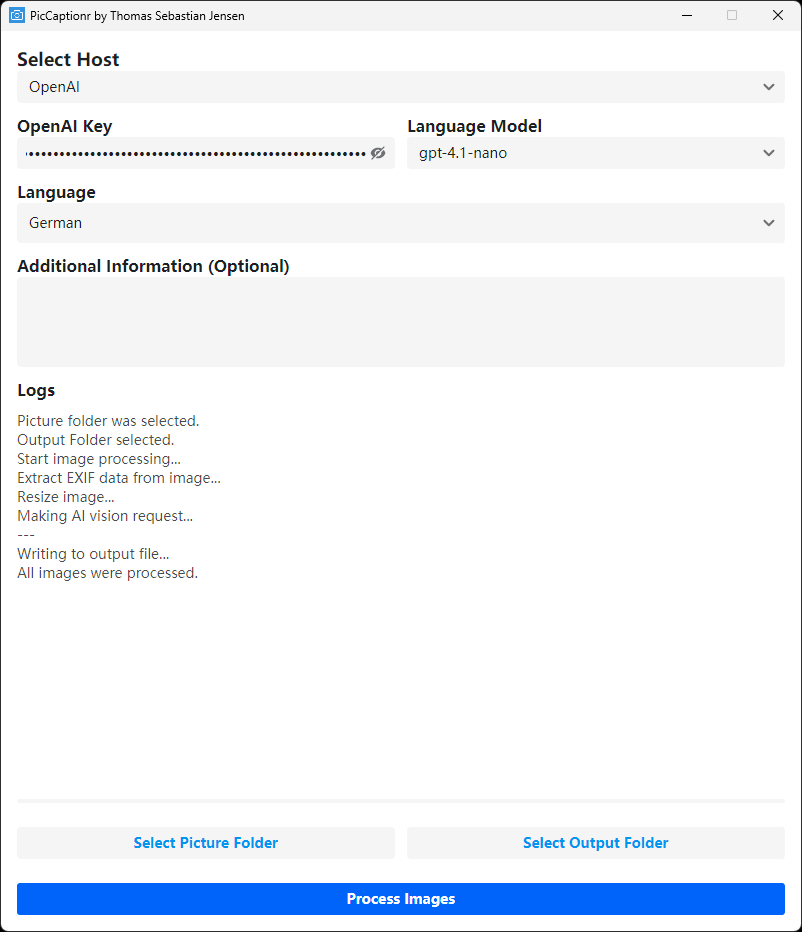 PicCaptionr by Thomas Sebastian Jensen
Select Host
OpenAI
OpenAI Key
Language Model
••••••••••••••••••••••••••••••••••••••••••••••••••••
gpt-4.1-nano
Language
German
Additional Information (Optional)
Logs
Picture folder was selected.
Output Folder selected.
Start image processing...
Extract EXIF data from image...
Resize image...
Making AI vision request...
---
Writing to output file...
All images were processed.
Select Picture Folder
Select Output Folder
Process Images